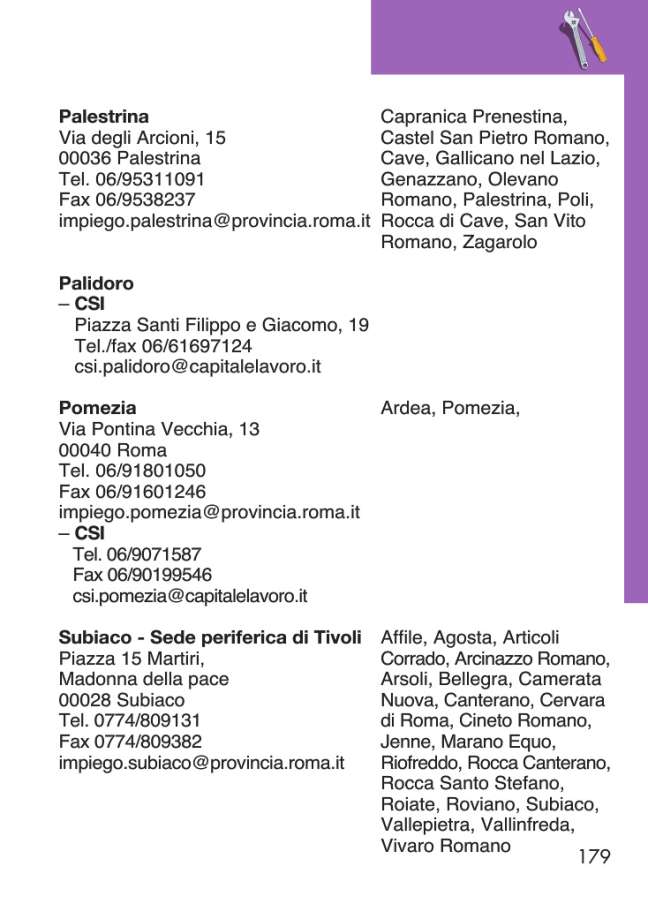 Palestrina
Via degli Arcioni, 15
00036 Palestrina
Tel. 06/95311091
Fax 06/9538237
impiego.palestrina@provincia.roma.it
Capranica Prenestina,
Castel San Pietro Romano,
Cave, Gallicano nel Lazio,
Genazzano, Olevano
Romano, Palestrina, Poli,
Rocca di Cave, San Vito
Romano, Zagarolo
Palidoro
– CSI
Piazza Santi Filippo e Giacomo, 19
Tel./fax 06/61697124
csi.palidoro@capitalelavoro.it
Pomezia
Via Pontina Vecchia, 13
00040 Roma
Tel. 06/91801050
Fax 06/91601246
impiego.pomezia@provincia.roma.it
– CSI
Tel. 06/9071587
Fax 06/90199546
csi.pomezia@capitalelavoro.it
Ardea, Pomezia,
Subiaco - Sede periferica di Tivoli
Piazza 15 Martiri,
Madonna della pace
00028 Subiaco
Tel. 0774/809131
Fax 0774/809382
impiego.subiaco@provincia.roma.it
Affile, Agosta, Articoli
Corrado, Arcinazzo Romano,
Arsoli, Bellegra, Camerata
Nuova, Canterano, Cervara
di Roma, Cineto Romano,
Jenne, Marano Equo,
Riofreddo, Rocca Canterano,
Rocca Santo Stefano,
Roiate, Roviano, Subiaco,
Vallepietra, Vallinfreda,
Vivaro Romano
179